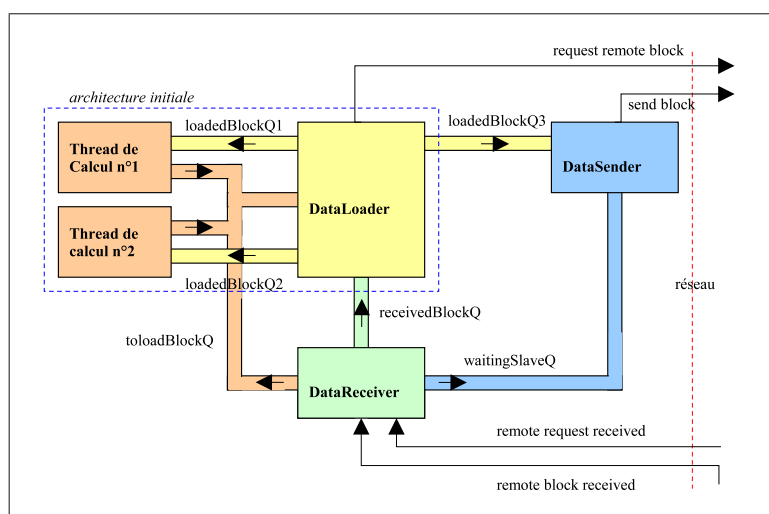 request remote block
architecture initiale
send block
loadedBlockQ1
loadedBlockQ3
Thread de
Calcul n°1
DataSender
DataLoader
Thread de
calcul n°2
loadedBlockQ2
réseau
receivedBlockQ
toloadBlockQ
waitingSlaveQ
DataReceiver
remote request received
remote block received